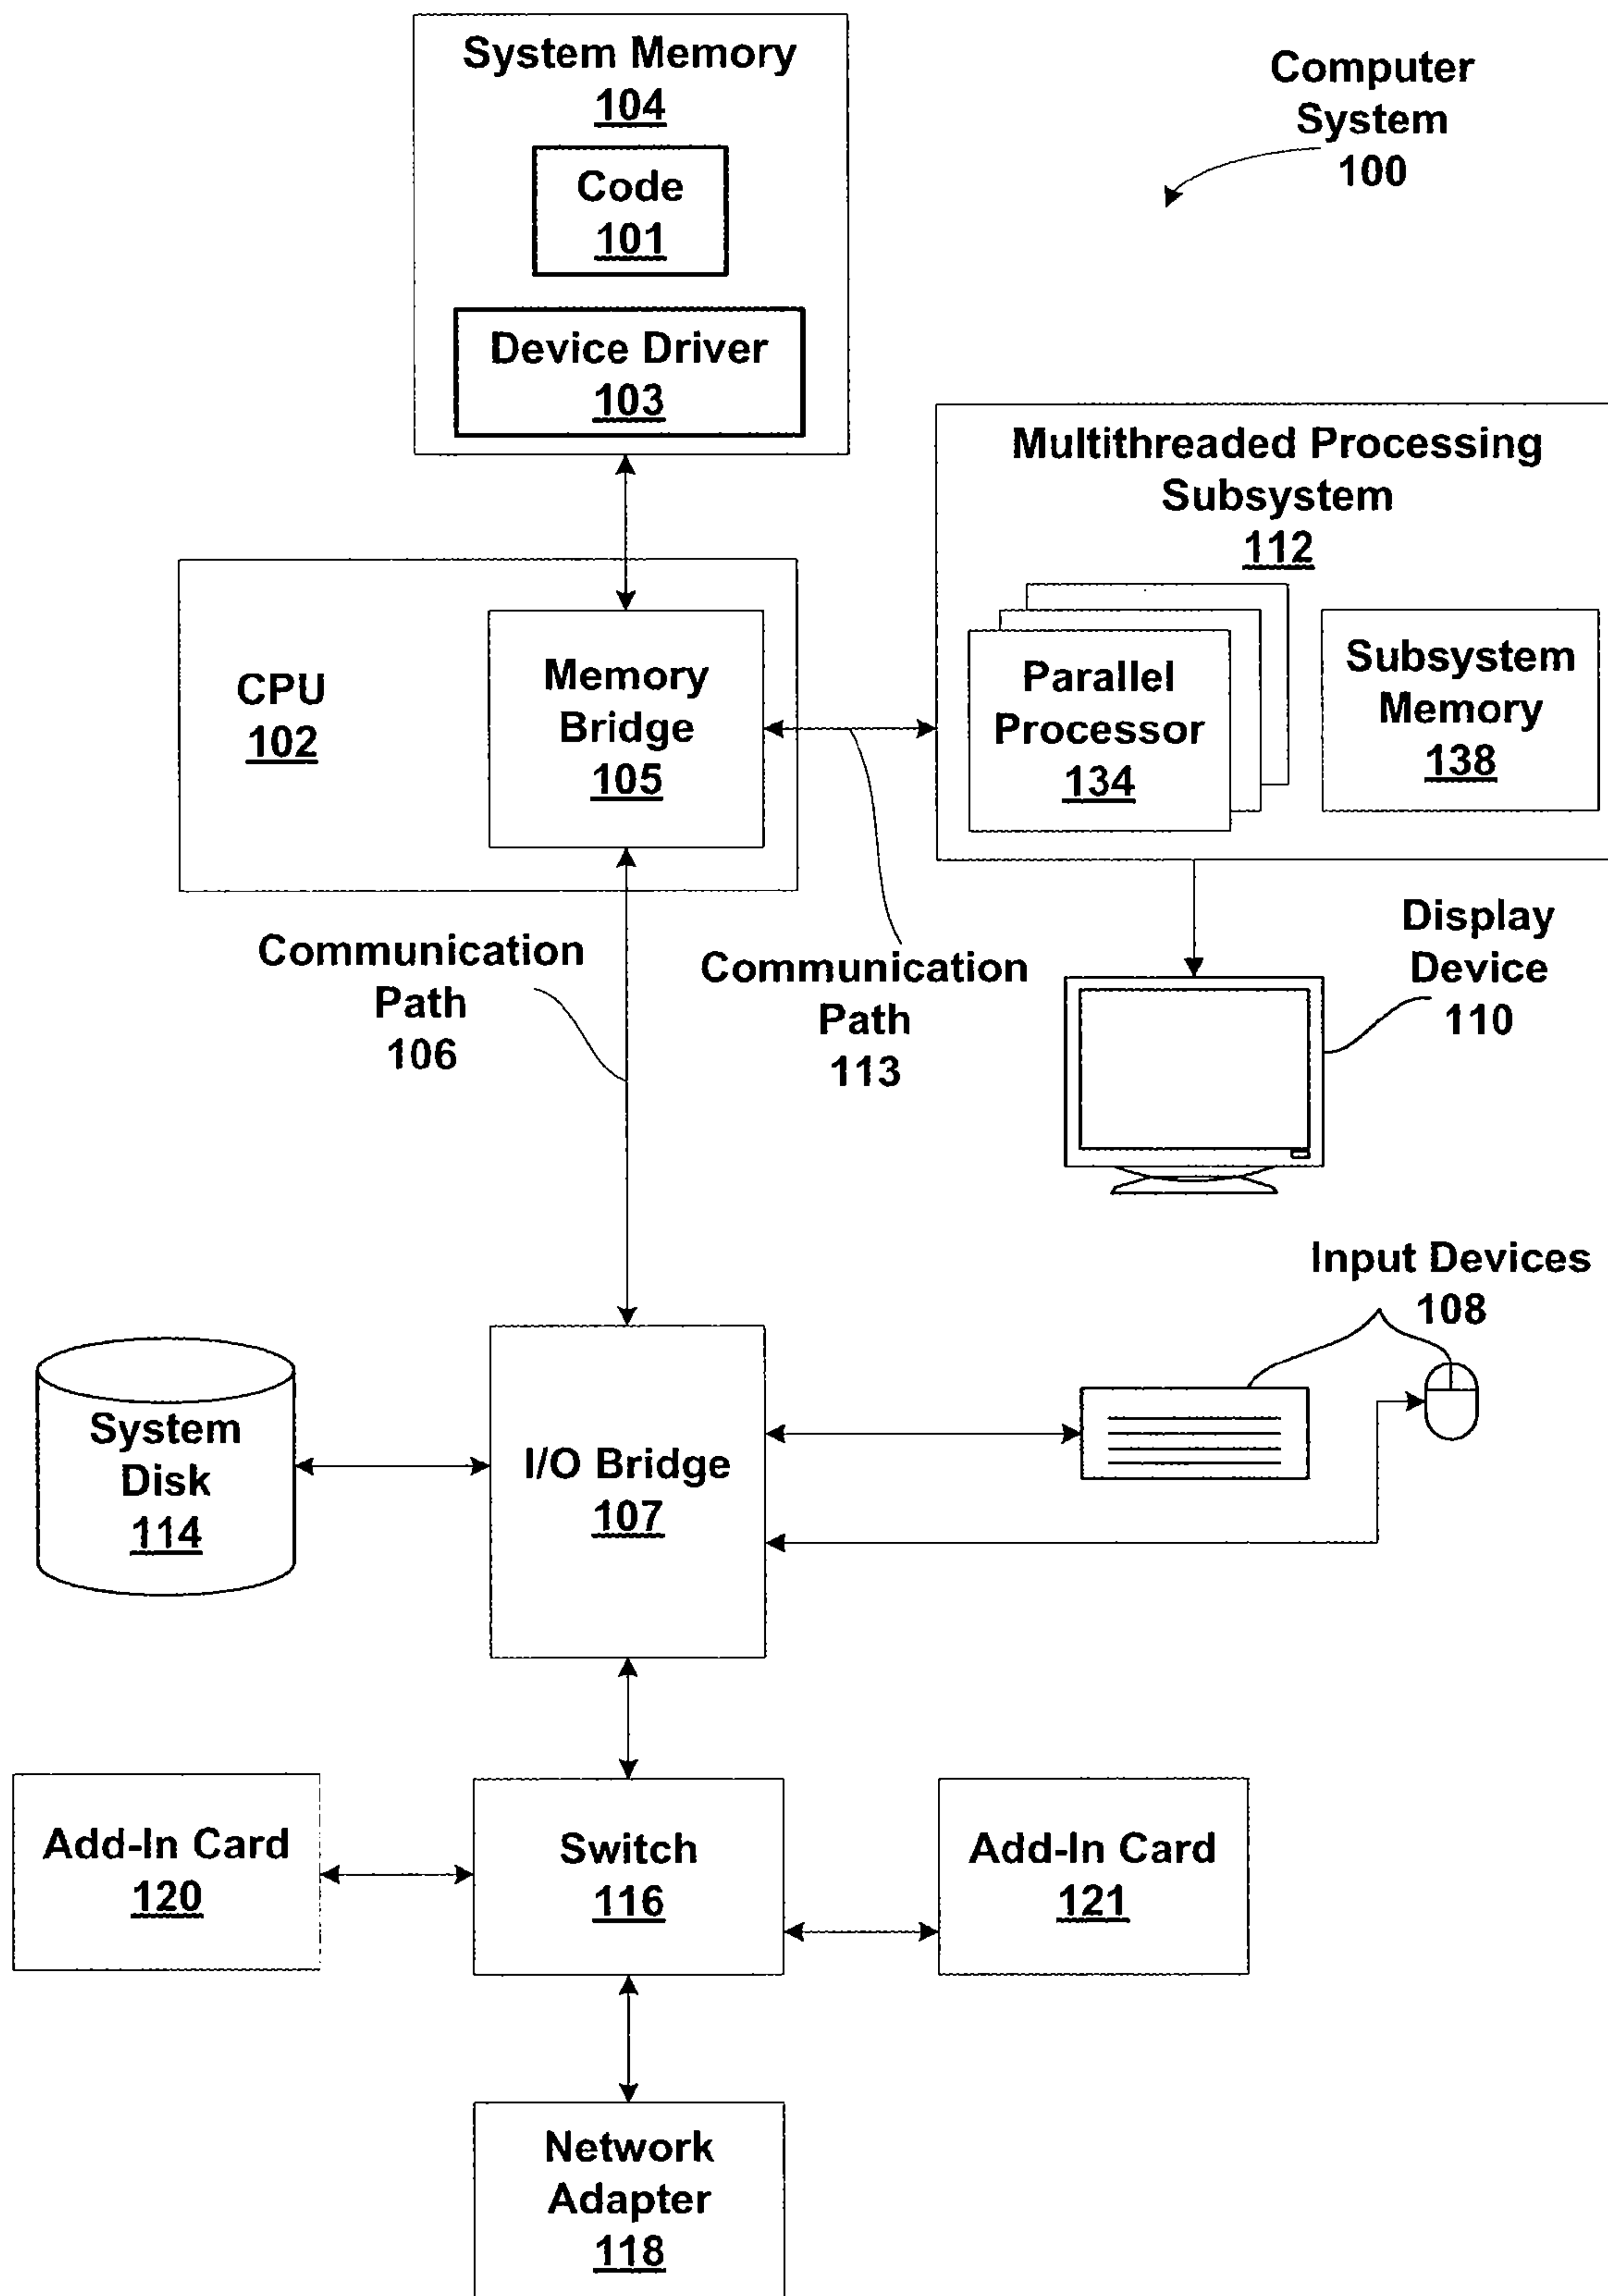 System Memory
104
Code
101
Device Driver
103
Computer
System
100
Multithreaded Processing
Subsystem
112
Parallel
Processor
134
Subsystem
Memory
138
CPU
102
Memory
Bridge
105
Communication
Path
106
Communication
Path
113
Display
Device
110
Input Devices
108
System
Disk
114
I/O Bridge
107
Add-In Card
120
Switch
116
Add-In Card
121
Network
Adapter
118